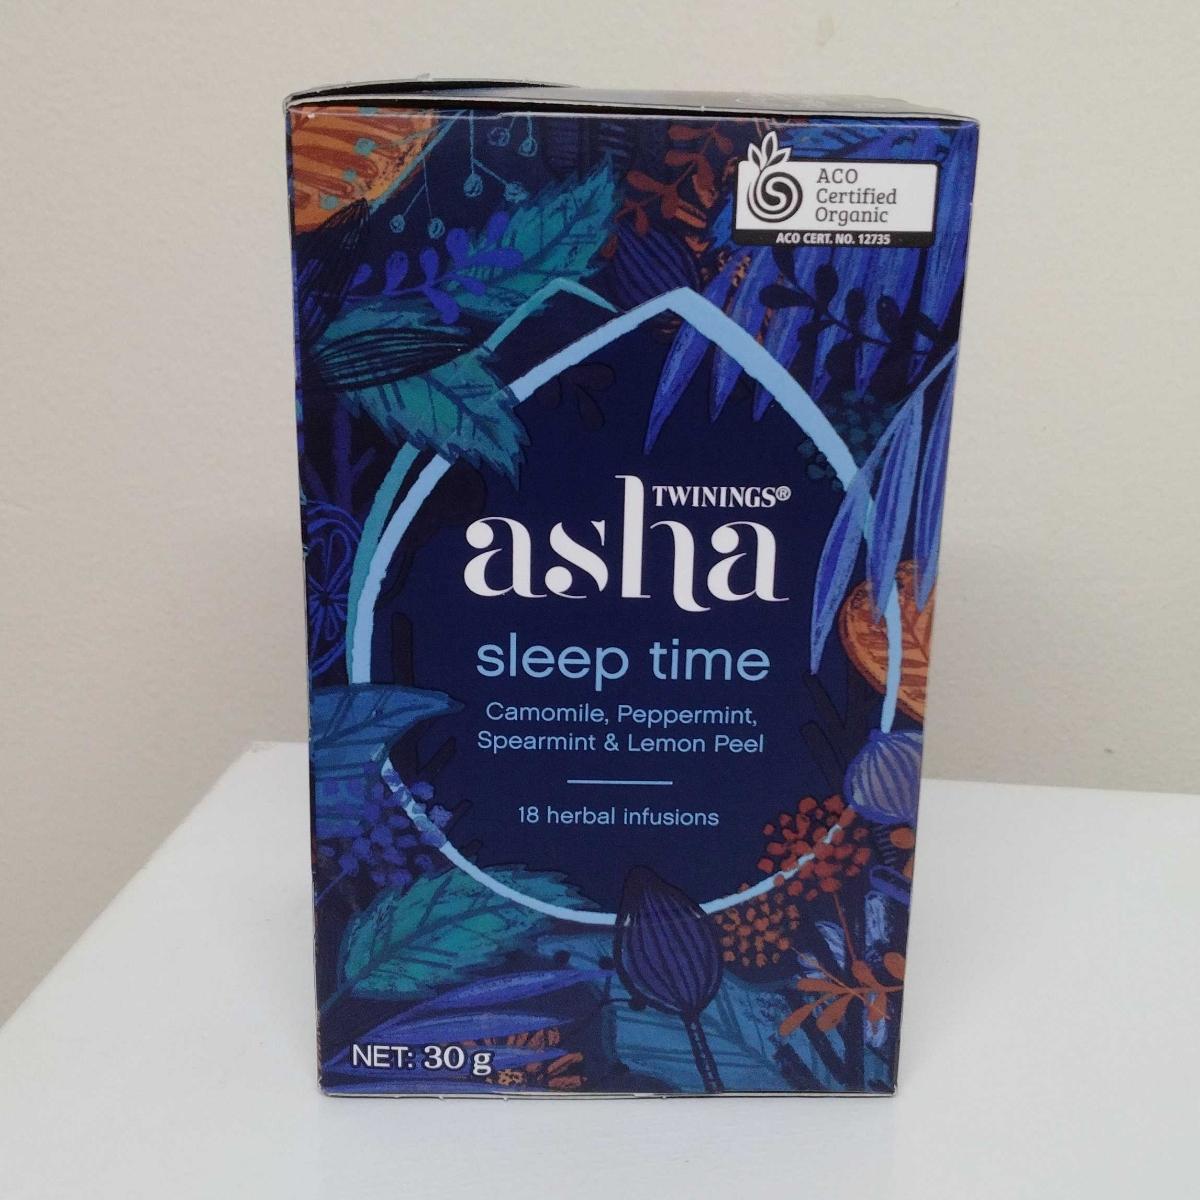 ACO
Certified
Organic
ACO CERT. NO. 12735
TWININGS®
asha
sleep time
Camomile, Peppermint,
Spearmint & Lemon Peel
18 herbal infusions
NET: 30 g